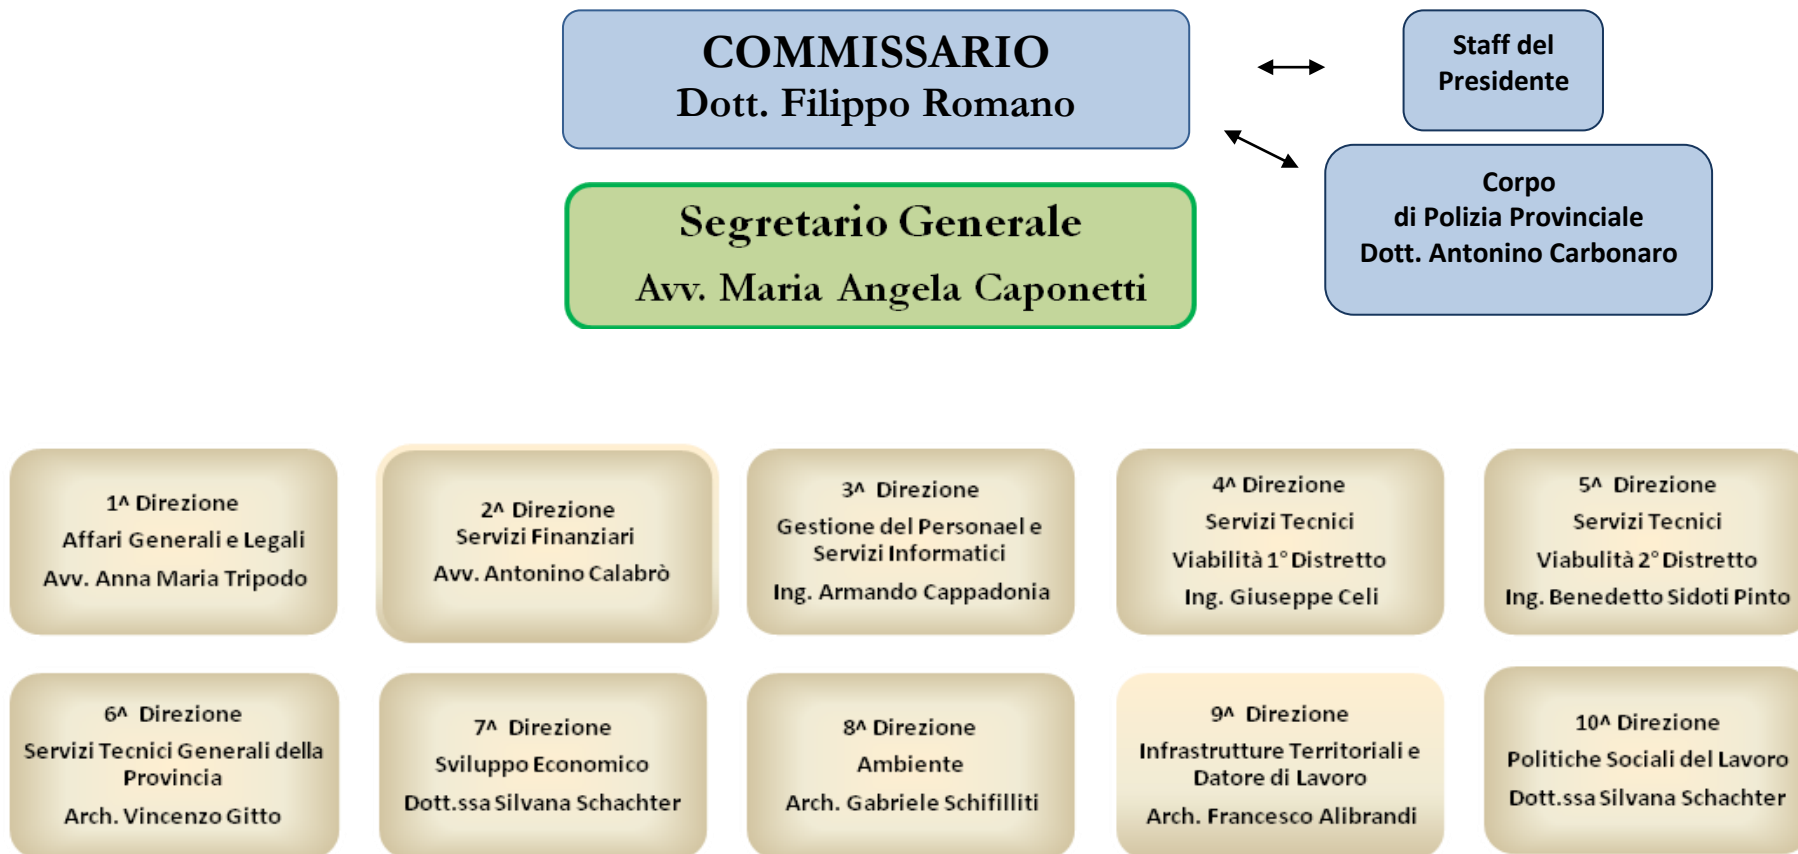 COMMISSARIO
Dott. Filippo Romano
Staff del
Presidente
Corpo
di Polizia Provinciale
Dott. Antonino Carbonaro
Segretario Generale
Avv. Maria Angela Caponetti
1^ Direzione
Affari Generali e Legali
Avv. Anna Maria Tripodo
2^ Direzione
Servizi Finanziari
Avv. Antonino Calabrò
3^ Direzione
Gestione del Personael e
Servizi Informatici
Ing. Armando Cappadonia
4^ Direzione
Servizi Tecnici
Viabilità 1° Distretto
Ing. Giuseppe Celi
5^ Direzione
Servizi Tecnici
Viabulità 2° Distretto
Ing. Benedetto Sidoti Pinto
6^ Direzione
Servizi Tecnici Generali della
Provincia
Arch. Vincenzo Gitto
7^ Direzione
Sviluppo Economico
Dott.ssa Silvana Schachter
8^ Direzione
Ambiente
Arch. Gabriele Schifilliti
9^ Direzione
Infrastrutture Territoriali e
Datore di Lavoro
Arch. Francesco Alibrandi
10^ Direzione
Politiche Sociali del Lavoro
Dott.ssa Silvana Schachter